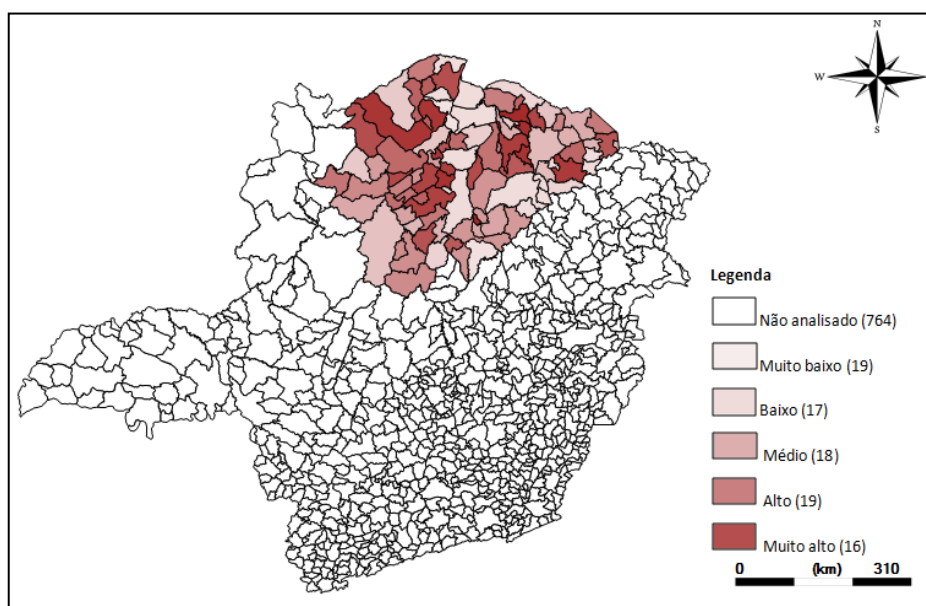 N
W
E
S
Legenda
Não analisado (764)
Muito baixo (19)
Baixo (17)
Médio (18)
Alto (19)
Muito alto (16)
0 (km) 310